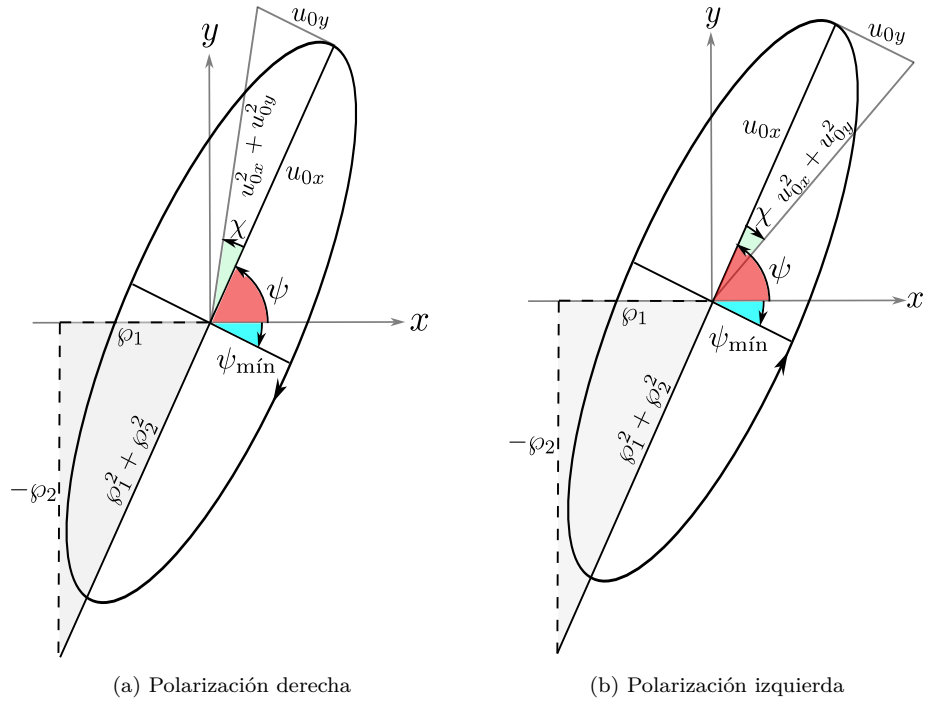 u₀y
y
u²₀x + u²₀y
u₀x
χ
ψ
x
℘₁
ψmín
℘²₁ + ℘²₂
−℘₂
(a) Polarización derecha
y
u₀y
u₀x
u²₀x + u²₀y
χ
ψ
x
℘₁
ψmín
℘²₁ + ℘²₂
−℘₂
(b) Polarización izquierda